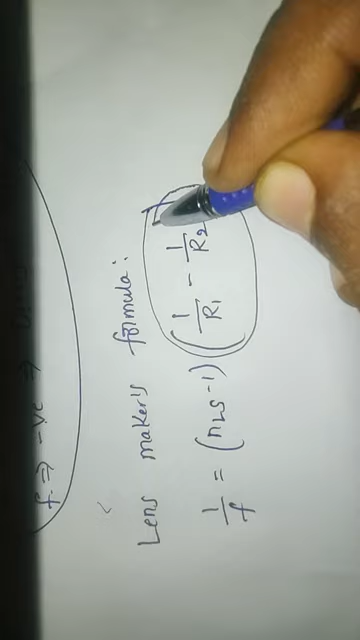 f ⇒ -ve ⇒
Lens maker's formula:
1/f = (nLS - 1) (1/R1 - 1/R2